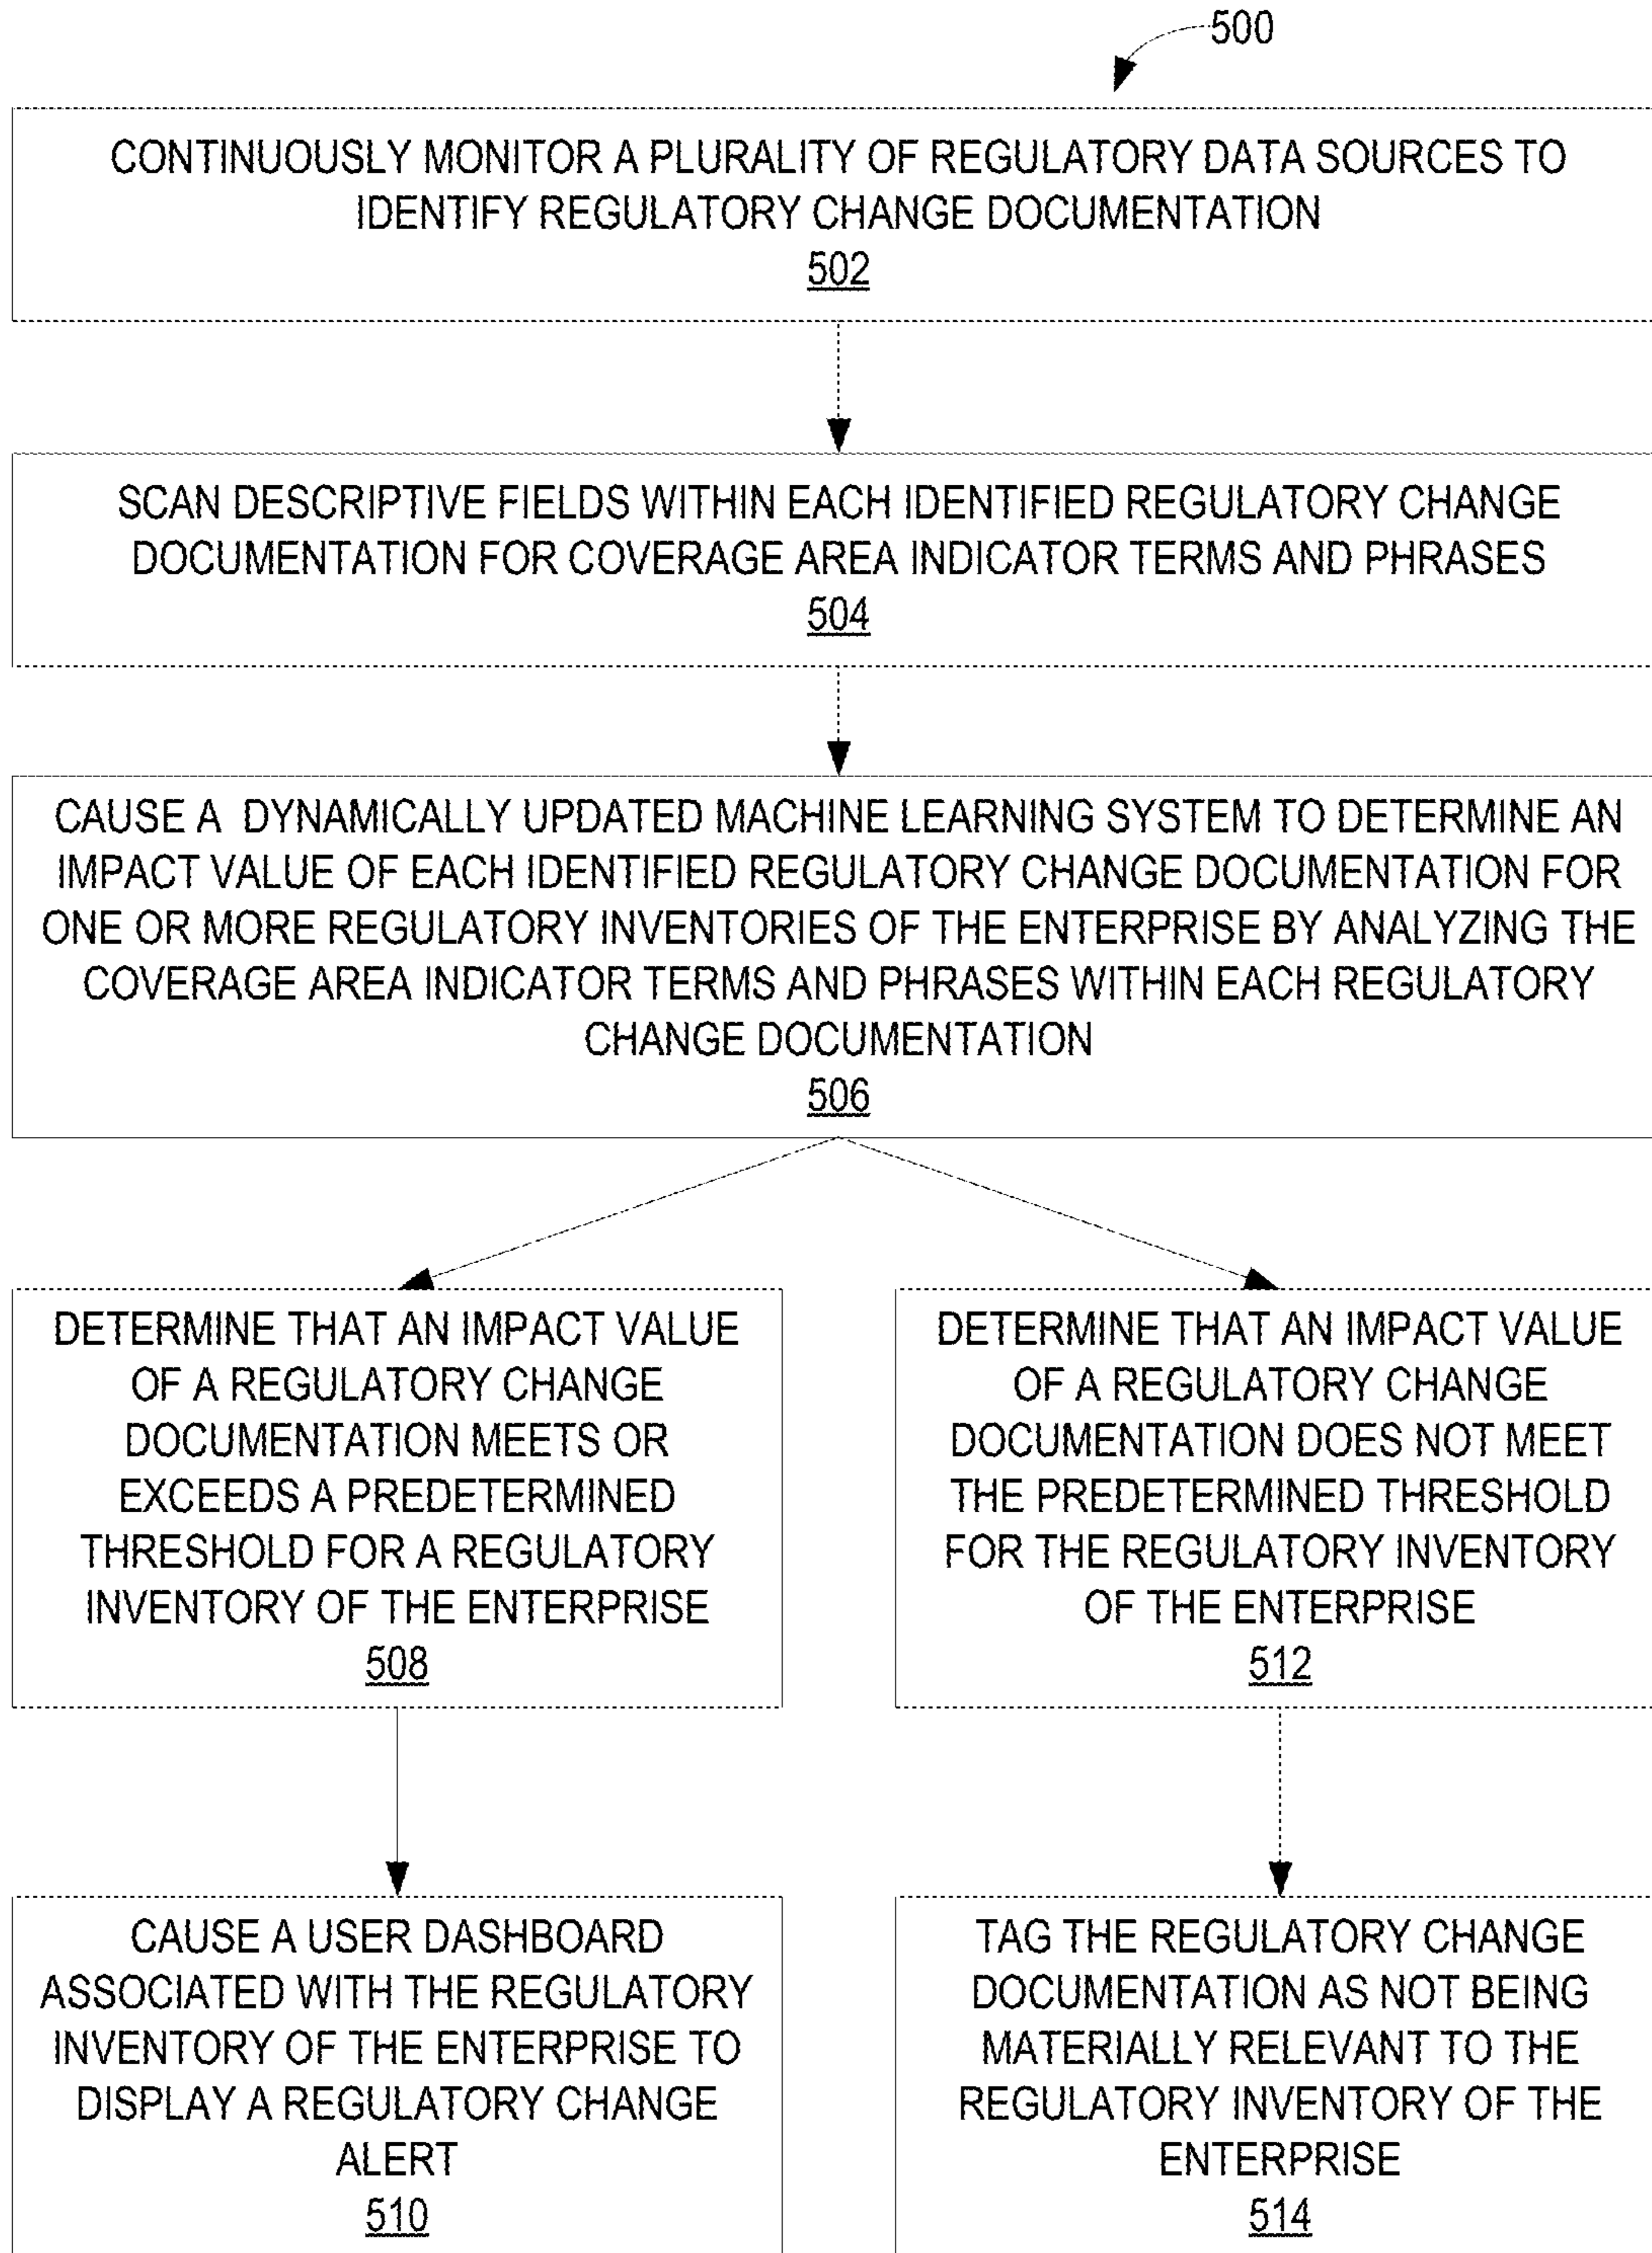 500
CONTINUOUSLY MONITOR A PLURALITY OF REGULATORY DATA SOURCES TO
IDENTIFY REGULATORY CHANGE DOCUMENTATION
502
SCAN DESCRIPTIVE FIELDS WITHIN EACH IDENTIFIED REGULATORY CHANGE
DOCUMENTATION FOR COVERAGE AREA INDICATOR TERMS AND PHRASES
504
CAUSE A DYNAMICALLY UPDATED MACHINE LEARNING SYSTEM TO DETERMINE AN
IMPACT VALUE OF EACH IDENTIFIED REGULATORY CHANGE DOCUMENTATION FOR
ONE OR MORE REGULATORY INVENTORIES OF THE ENTERPRISE BY ANALYZING THE
COVERAGE AREA INDICATOR TERMS AND PHRASES WITHIN EACH REGULATORY
CHANGE DOCUMENTATION
506
DETERMINE THAT AN IMPACT VALUE
OF A REGULATORY CHANGE
DOCUMENTATION MEETS OR
EXCEEDS A PREDETERMINED
THRESHOLD FOR A REGULATORY
INVENTORY OF THE ENTERPRISE
508
DETERMINE THAT AN IMPACT VALUE
OF A REGULATORY CHANGE
DOCUMENTATION DOES NOT MEET
THE PREDETERMINED THRESHOLD
FOR THE REGULATORY INVENTORY
OF THE ENTERPRISE
512
CAUSE A USER DASHBOARD
ASSOCIATED WITH THE REGULATORY
INVENTORY OF THE ENTERPRISE TO
DISPLAY A REGULATORY CHANGE
ALERT
510
TAG THE REGULATORY CHANGE
DOCUMENTATION AS NOT BEING
MATERIALLY RELEVANT TO THE
REGULATORY INVENTORY OF THE
ENTERPRISE
514